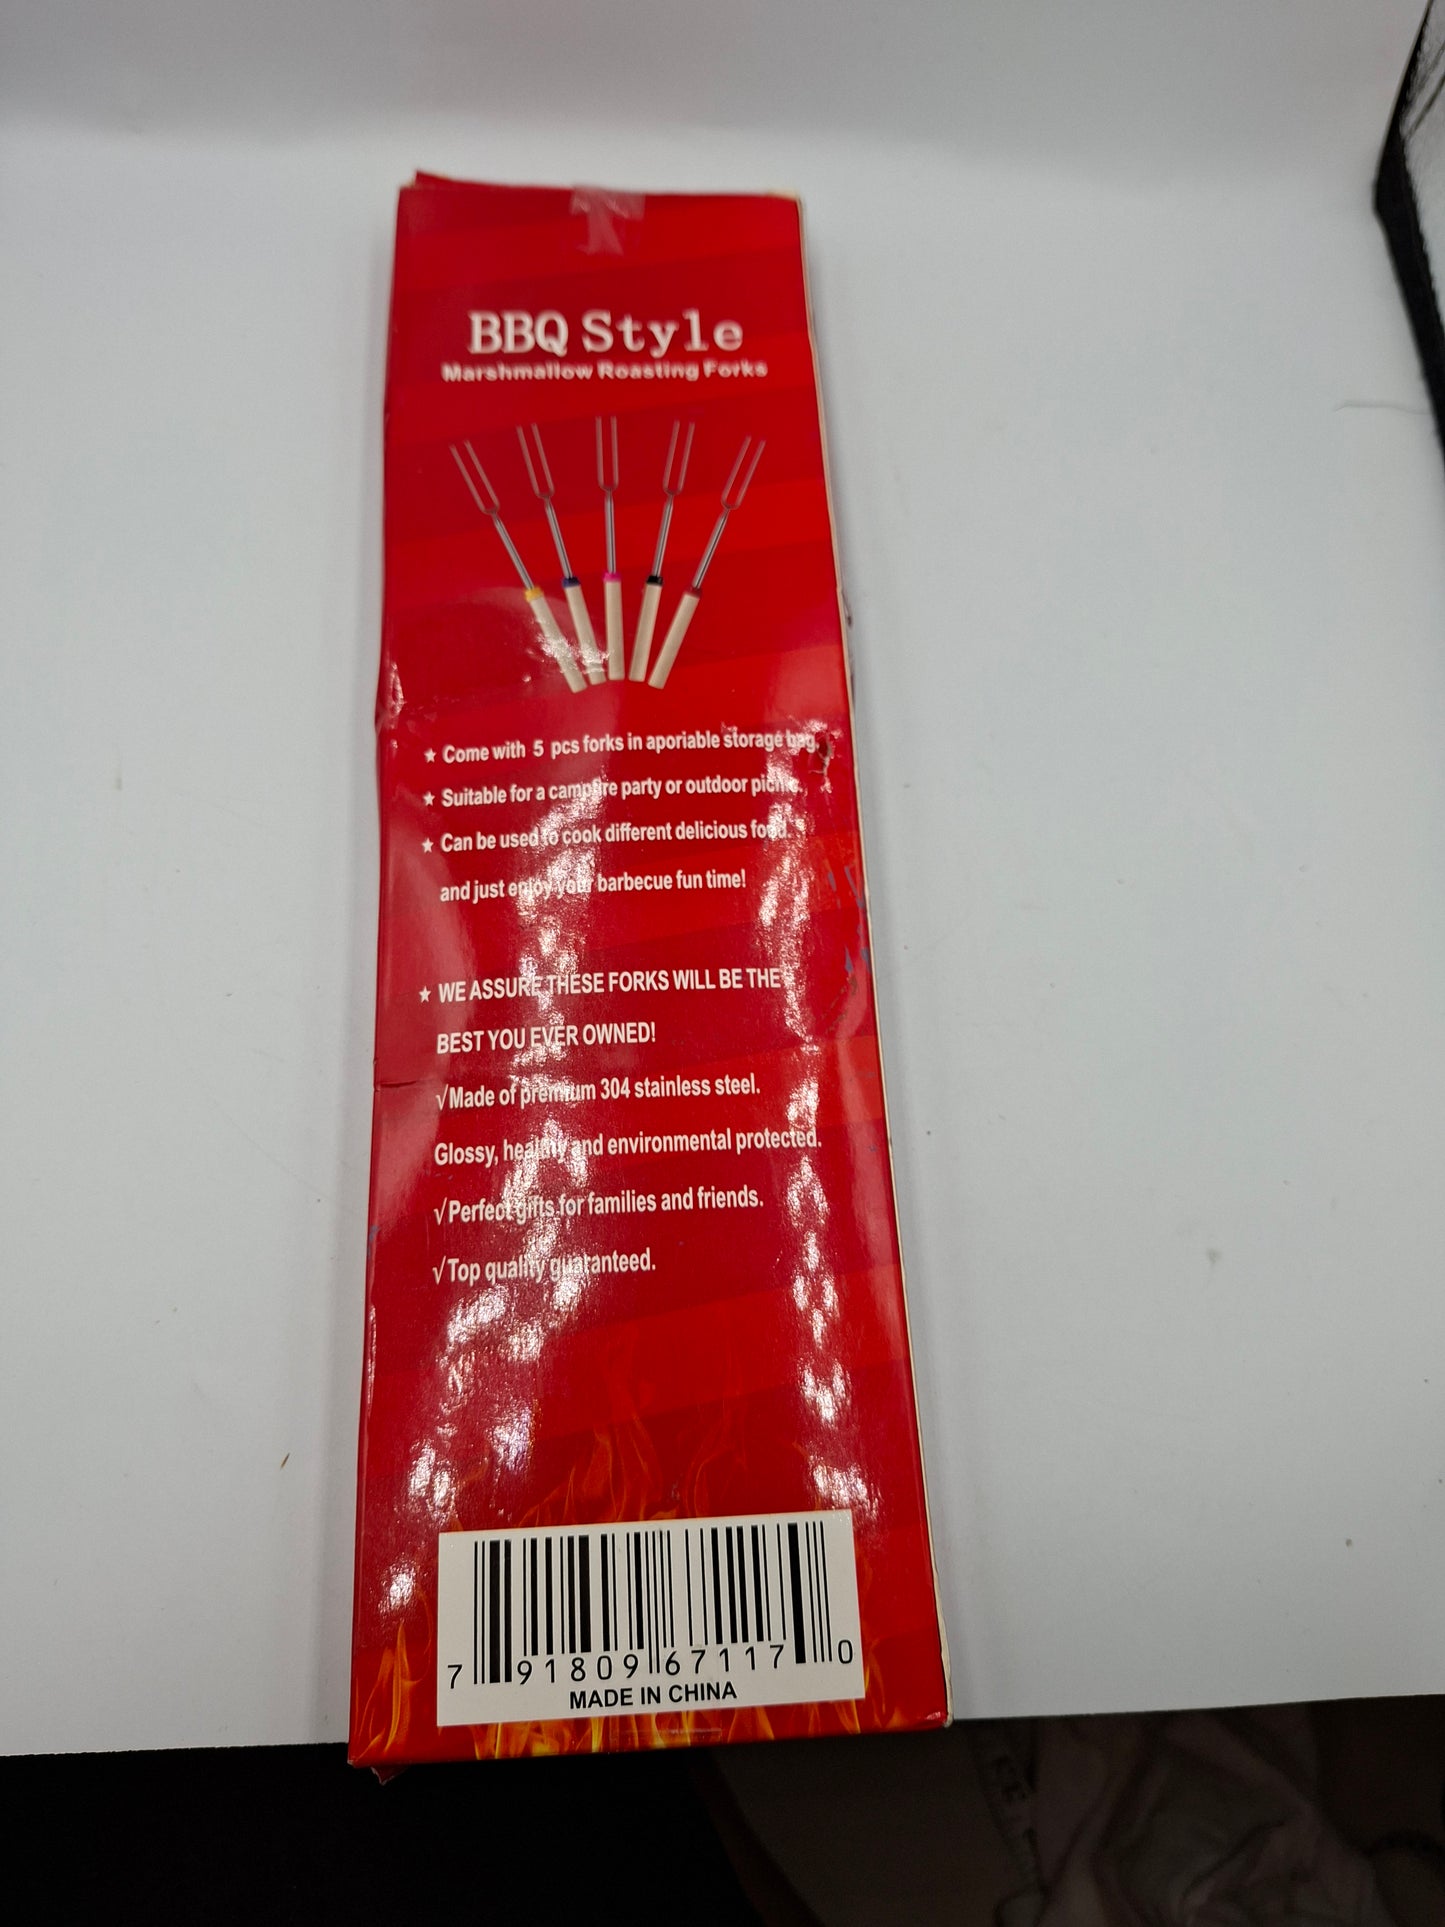 BBQ Style
Marshmallow Roasting Forks
★ Come with 5 pcs forks in aporiable storage bag.
★ Suitable for a campfire party or outdoor picnic.
★ Can be used to cook different delicious food.
and just enjoy your barbecue fun time!
★ WE ASSURE THESE FORKS WILL BE THE
BEST YOU EVER OWNED!
√Made of premium 304 stainless steel.
Glossy, healthy and environmental protected.
√Perfect gifts for families and friends.
√Top quality guaranteed.
7 91809 67117 0
MADE IN CHINA